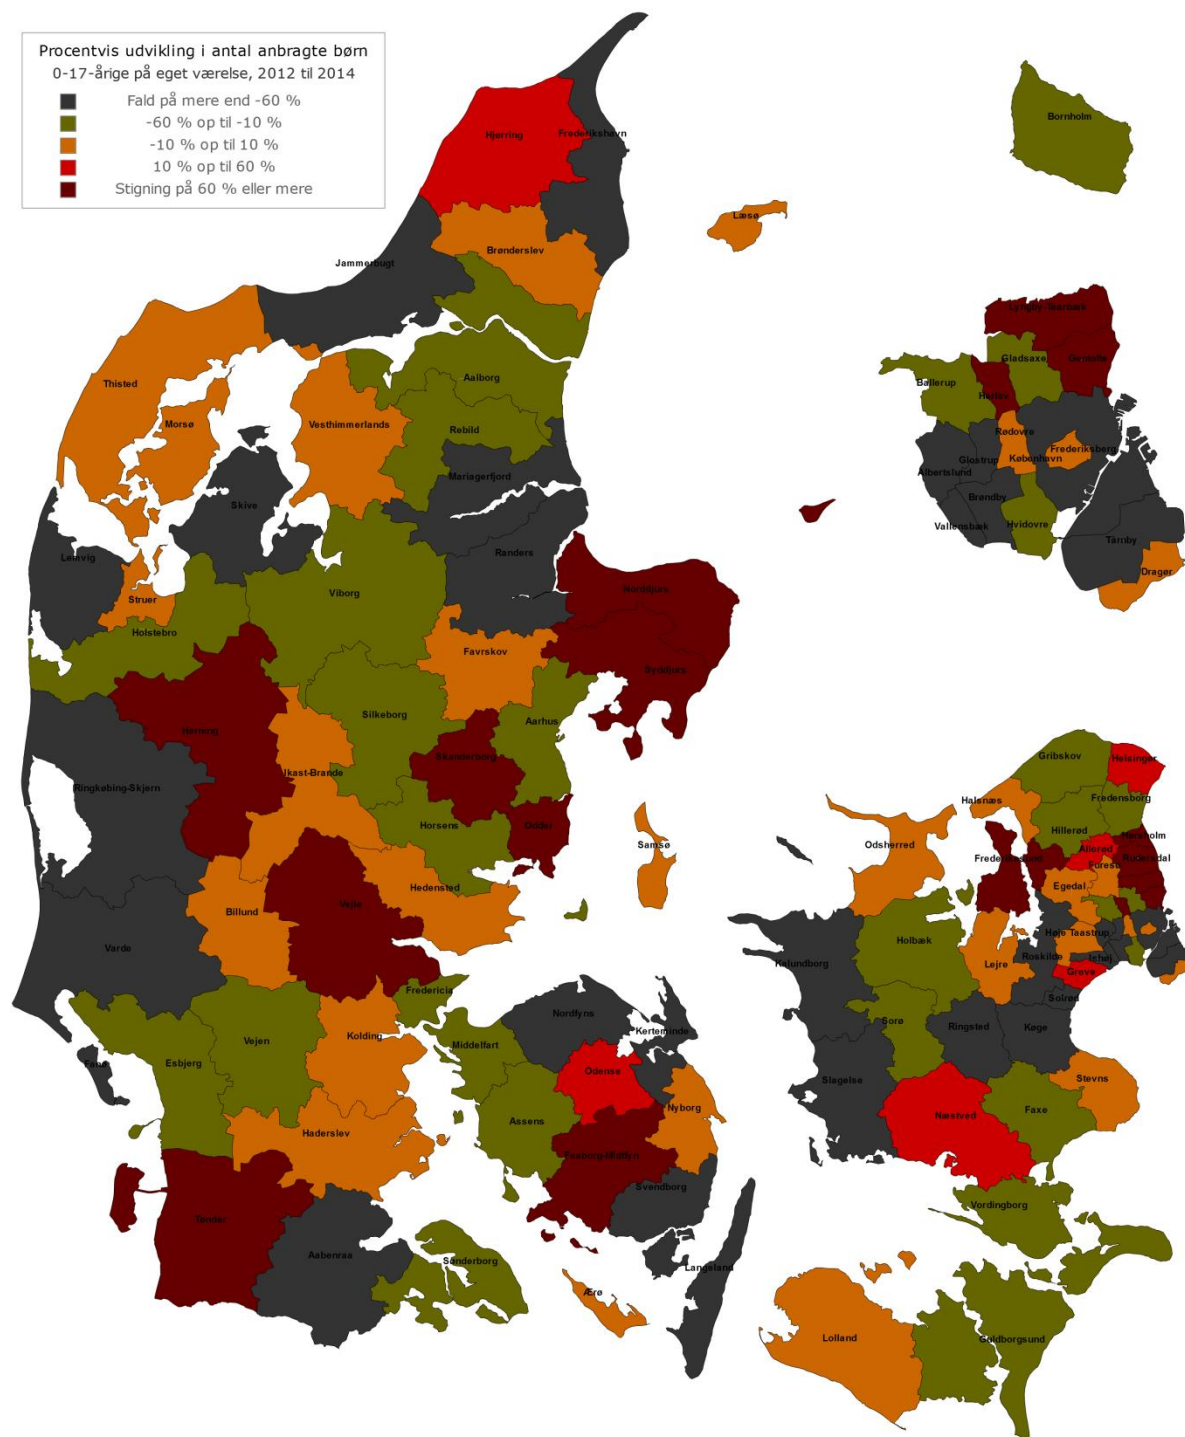 Procentvis udvikling i antal anbragte børn
0-17-årige på eget værelse, 2012 til 2014
Fald på mere end -60 %
-60 % op til -10 %
-10 % op til 10 %
10 % op til 60 %
Stigning på 60 % eller mere
Bornholm
Hjørring
Frederikshavn
Læsø
Brønderslev
Jammerbugt
Lyngby-Taarbæk
Gladsaxe
Gentofte
Thisted
Aalborg
Ballerup
Herlev
Morsø
Vesthimmerlands
Rebild
Rødovre
Frederiksberg
Glostrup
København
Albertslund
Mariagerfjord
Skive
Brøndby
Vallensbæk
Hvidovre
Tårnby
Lemvig
Randers
Dragør
Struer
Viborg
Norddjurs
Holstebro
Favrskov
Syddjurs
Silkeborg
Aarhus
Herning
Skanderborg
Gribskov
Helsingør
Ikast-Brande
Ringkøbing-Skjern
Halsnæs
Fredensborg
Horsens
Odder
Samsø
Odsherred
Hillerød
Hørsholm
Allerød
Frederikssund
Furesø
Rudersdal
Hedensted
Egedal
Billund
Vejle
Varde
Holbæk
Høje Taastrup
Kalundborg
Lejre
Roskilde
Ishøj
Greve
Fredericia
Solrød
Nordfyns
Kerteminde
Sorø
Ringsted
Køge
Kolding
Vejen
Middelfart
Esbjerg
Fanø
Odense
Slagelse
Stevns
Nyborg
Næstved
Faxe
Assens
Haderslev
Faaborg-Midtfyn
Svendborg
Vordingborg
Tønder
Aabenraa
Sønderborg
Langeland
Ærø
Lolland
Guldborgsund